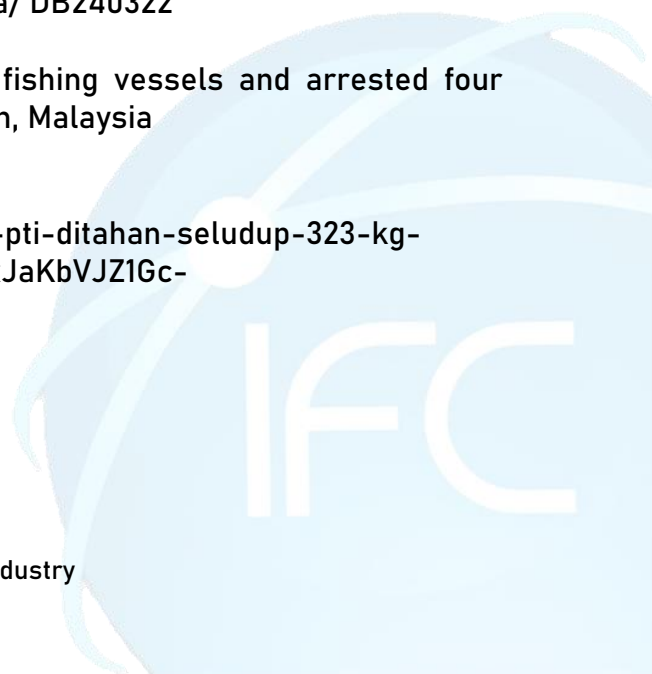 a/ DB240322
fishing vessels and arrested four
n, Malaysia
-pti-ditahan-seludup-323-kg-
JaKbVJZ1Gc-
IFC
dustry